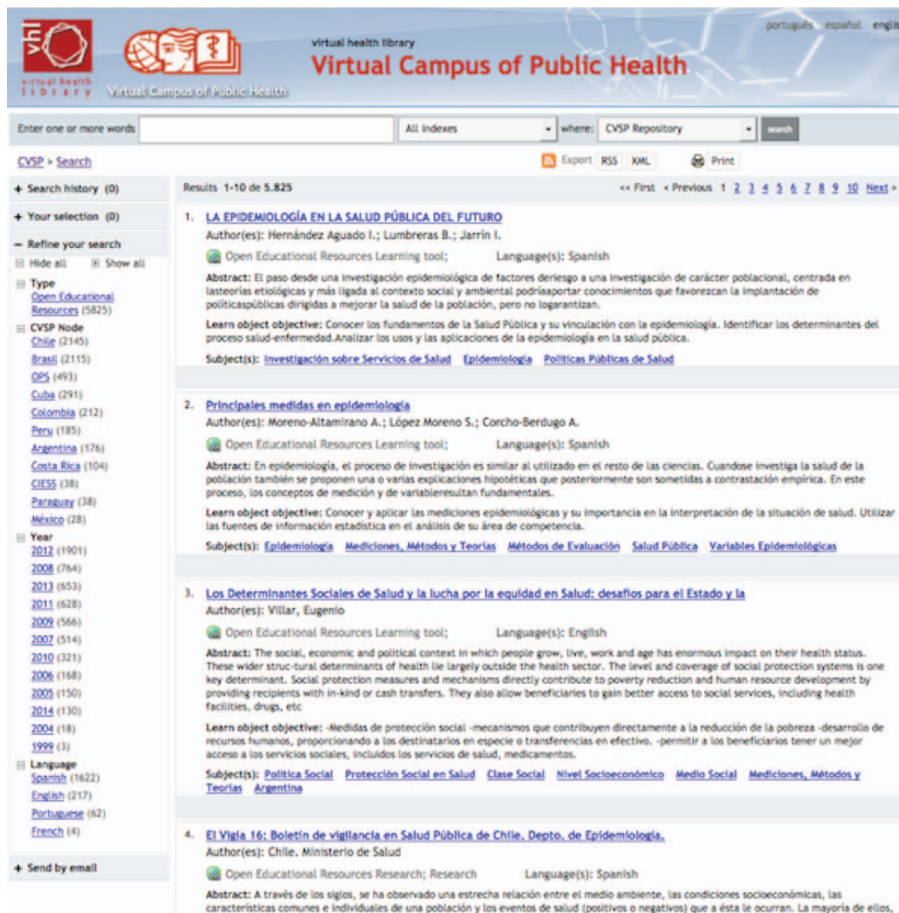 português español englis
virtual health library
Virtual Campus of Public Health
vhl
virtual health
library
Virtual Campus of Public Health
Enter one or more words All indexes where: CVSP Repository search
CVSP > Search
Export RSS XML Print
+ Search history (0)
+ Your selection (0)
− Refine your search
Hide all Show all
Type
Open Educational
Resources (5825)
CVSP Node
Chile (2145)
Brasil (2115)
OPS (493)
Cuba (291)
Colombia (212)
Peru (185)
Argentina (176)
Costa Rica (104)
CIESS (38)
Paraguay (38)
México (28)
Year
2012 (1901)
2008 (764)
2013 (653)
2011 (628)
2009 (566)
2007 (514)
2010 (321)
2006 (168)
2005 (150)
2014 (130)
2004 (18)
1999 (3)
Language
Spanish (1622)
English (217)
Portuguese (62)
French (4)
+ Send by email
Results 1-10 de 5.825
<< First < Previous 1 2 3 4 5 6 7 8 9 10 Next >
1. LA EPIDEMIOLOGÍA EN LA SALUD PÚBLICA DEL FUTURO
Author(es): Hernández Aguado I.; Lumbreras B.; Jarrín I.
Open Educational Resources Learning tool; Language(s): Spanish
Abstract: El paso desde una investigación epidemiológica de factores deriesgo a una investigación de carácter poblacional, centrada en
lasteorías etiológicas y más ligada al contexto social y ambiental podríaaportar conocimientos que favorezcan la implantación de
políticaspúblicas dirigidas a mejorar la salud de la población, pero no logarantizan.
Learn object objective: Conocer los fundamentos de la Salud Pública y su vinculación con la epidemiología. Identificar los determinantes del
proceso salud-enfermedad.Analizar los usos y las aplicaciones de la epidemiología en la salud pública.
Subject(s): Investigación sobre Servicios de Salud Epidemiología Políticas Públicas de Salud
2. Principales medidas en epidemiología
Author(es): Moreno-Altamirano A.; López Moreno S.; Corcho-Berdugo A.
Open Educational Resources Learning tool; Language(s): Spanish
Abstract: En epidemiología, el proceso de investigación es similar al utilizado en el resto de las ciencias. Cuandose investiga la salud de la
población también se proponen una o varias explicaciones hipotéticas que posteriormente son sometidas a contrastación empírica. En este
proceso, los conceptos de medición y de variableresultan fundamentales.
Learn object objective: Conocer y aplicar las mediciones epidemiológicas y su importancia en la interpretación de la situación de salud. Utilizar
las fuentes de información estadística en el análisis de su área de competencia.
Subject(s): Epidemiología Mediciones, Métodos y Teorías Métodos de Evaluación Salud Pública Variables Epidemiológicas
3. Los Determinantes Sociales de Salud y la lucha por la equidad en Salud: desafíos para el Estado y la
Author(es): Villar, Eugenio
Open Educational Resources Learning tool; Language(s): English
Abstract: The social, economic and political context in which people grow, live, work and age has enormous impact on their health status.
These wider struc-tural determinants of health lie largely outside the health sector. The level and coverage of social protection systems is one
key determinant. Social protection measures and mechanisms directly contribute to poverty reduction and human resource development by
providing recipients with in-kind or cash transfers. They also allow beneficiaries to gain better access to social services, including health
facilities, drugs, etc
Learn object objective: -Medidas de protección social -mecanismos que contribuyen directamente a la reducción de la pobreza -desarrollo de
recursos humanos, proporcionando a los destinatarios en especie o transferencias en efectivo. -permitir a los beneficiarios tener un mejor
acceso a los servicios sociales, incluidos los servicios de salud, medicamentos.
Subject(s): Política Social Protección Social en Salud Clase Social Nivel Socioeconómico Medio Social Mediciones, Métodos y
Teorías Argentina
4. El Vigía 16: Boletín de vigilancia en Salud Pública de Chile. Depto. de Epidemiología.
Author(es): Chile, Ministerio de Salud
Open Educational Resources Research; Research Language(s): Spanish
Abstract: A través de los siglos, se ha observado una estrecha relación entre el medio ambiente, las condiciones socioeconómicas, las
características comunes e individuales de una población y los eventos de salud (positivos o negativos) que a ésta le ocurran. La mayoría de ellos,